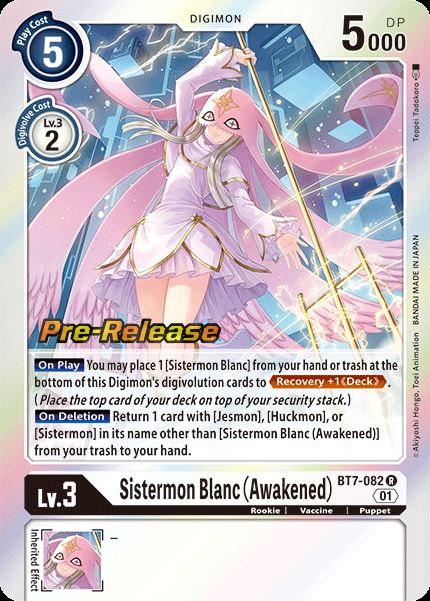 DIGIMON
Play Cost
5
DP
5000
Digivolve Cost
Lv.3
2
Teppei Tadokoro
© Akiyoshi Hongo, Toei Animation BANDAI MADE IN JAPAN
Pre-Release
On Play You may place 1 [Sistermon Blanc] from your hand or trash at the
bottom of this Digimon's digivolution cards to Recovery +1《Deck》.
(Place the top card of your deck on top of your security stack.)
On Deletion Return 1 card with [Jesmon], [Huckmon], or
[Sistermon] in its name other than [Sistermon Blanc (Awakened)]
from your trash to your hand.
Lv.3
Sistermon Blanc (Awakened)
BT7-082 R
01
Rookie | Vaccine | Puppet
Inherited Effect
–